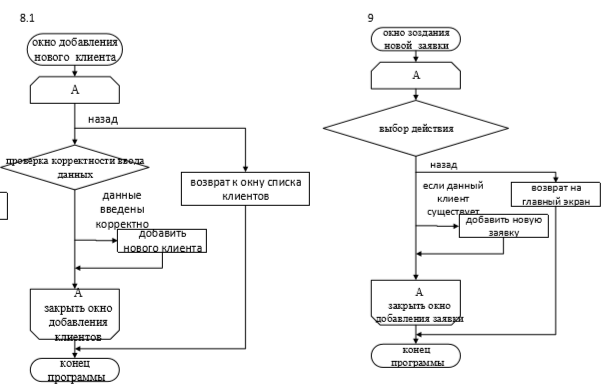 8.1
окно добавления
нового клиента
А
назад
проверка корректности ввода
данных
возврат к окну списка
клиентов
данные
введены
корректно
добавить
нового клиента
А
закрыть окно
добавления
клиентов
конец
программы
9
окно зоздания
новой заявки
А
выбор действия
назад
возврат на
главный экран
если данный
клиент
существует
добавить новую
заявку
А
закрыть окно
добавления заявки
конец
программы